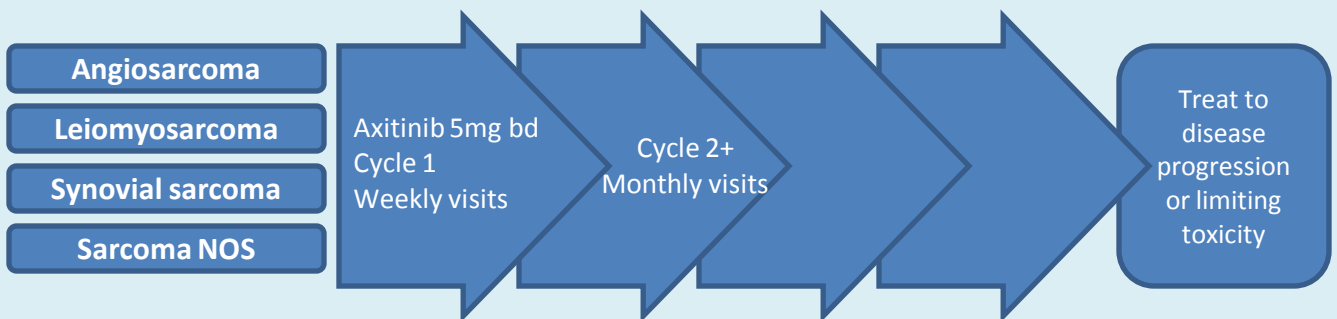 Angiosarcoma
Leiomyosarcoma
Synovial sarcoma
Sarcoma NOS
Axitinib 5mg bd
Cycle 1
Weekly visits
Cycle 2+
Monthly visits
Treat to
disease
progression
or limiting
toxicity